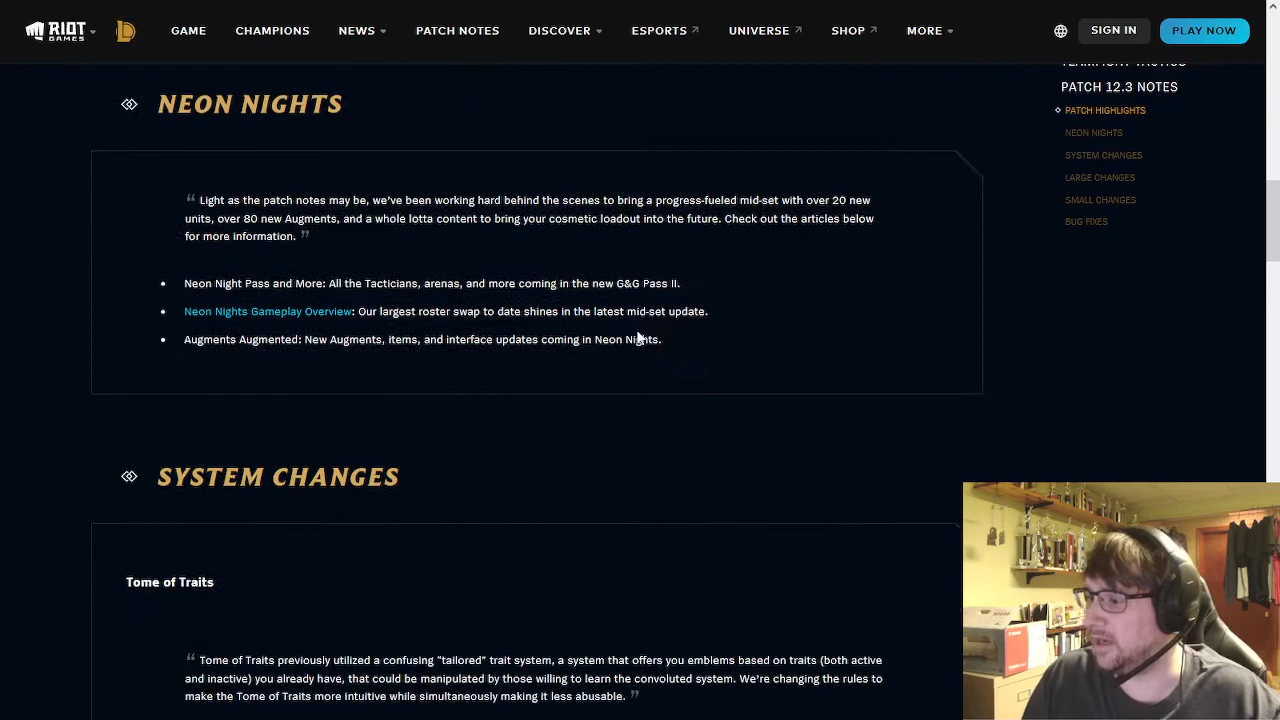 RIOT GAMES
GAME
CHAMPIONS
NEWS
PATCH NOTES
DISCOVER
ESPORTS
UNIVERSE
SHOP
MORE
SIGN IN
PLAY NOW
TEAMFIGHT TACTICS
PATCH 12.3 NOTES
PATCH HIGHLIGHTS
NEON NIGHTS
SYSTEM CHANGES
LARGE CHANGES
SMALL CHANGES
BUG FIXES
NEON NIGHTS
“ Light as the patch notes may be, we’ve been working hard behind the scenes to bring a progress-fueled mid-set with over 20 new
units, over 80 new Augments, and a whole lotta content to bring your cosmetic loadout into the future. Check out the articles below
for more information. ”
• Neon Night Pass and More: All the Tacticians, arenas, and more coming in the new G&G Pass II.
• Neon Nights Gameplay Overview: Our largest roster swap to date shines in the latest mid-set update.
• Augments Augmented: New Augments, items, and interface updates coming in Neon Nights.
SYSTEM CHANGES
Tome of Traits
“ Tome of Traits previously utilized a confusing “tailored” trait system, a system that offers you emblems based on traits (both active
and inactive) you already have, that could be manipulated by those willing to learn the convoluted system. We’re changing the rules to
make the Tome of Traits more intuitive while simultaneously making it less abusable. ”
Canon